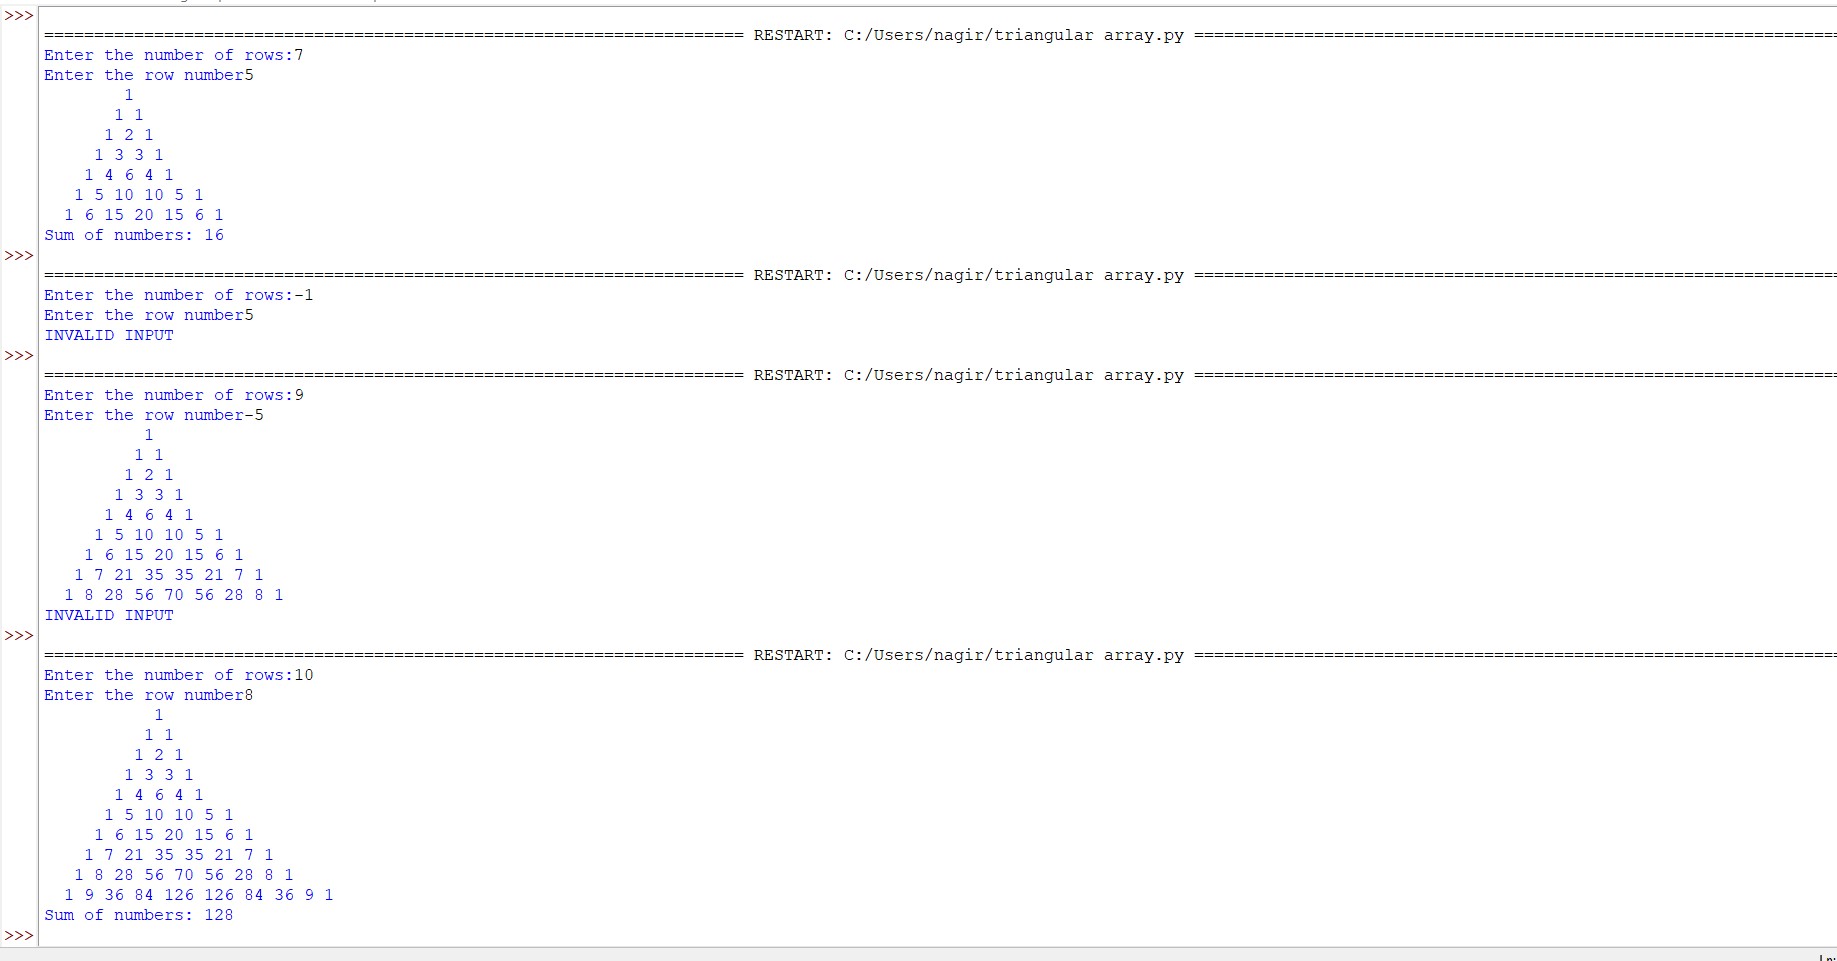 >>>
====================================================================== RESTART: C:/Users/nagir/triangular array.py =================================================================
Enter the number of rows:7
Enter the row number5
1
1 1
1 2 1
1 3 3 1
1 4 6 4 1
1 5 10 10 5 1
1 6 15 20 15 6 1
Sum of numbers: 16
>>>
====================================================================== RESTART: C:/Users/nagir/triangular array.py =================================================================
Enter the number of rows:-1
Enter the row number5
INVALID INPUT
>>>
====================================================================== RESTART: C:/Users/nagir/triangular array.py =================================================================
Enter the number of rows:9
Enter the row number-5
1
1 1
1 2 1
1 3 3 1
1 4 6 4 1
1 5 10 10 5 1
1 6 15 20 15 6 1
1 7 21 35 35 21 7 1
1 8 28 56 70 56 28 8 1
INVALID INPUT
>>>
====================================================================== RESTART: C:/Users/nagir/triangular array.py =================================================================
Enter the number of rows:10
Enter the row number8
1
1 1
1 2 1
1 3 3 1
1 4 6 4 1
1 5 10 10 5 1
1 6 15 20 15 6 1
1 7 21 35 35 21 7 1
1 8 28 56 70 56 28 8 1
1 9 36 84 126 126 84 36 9 1
Sum of numbers: 128
>>>